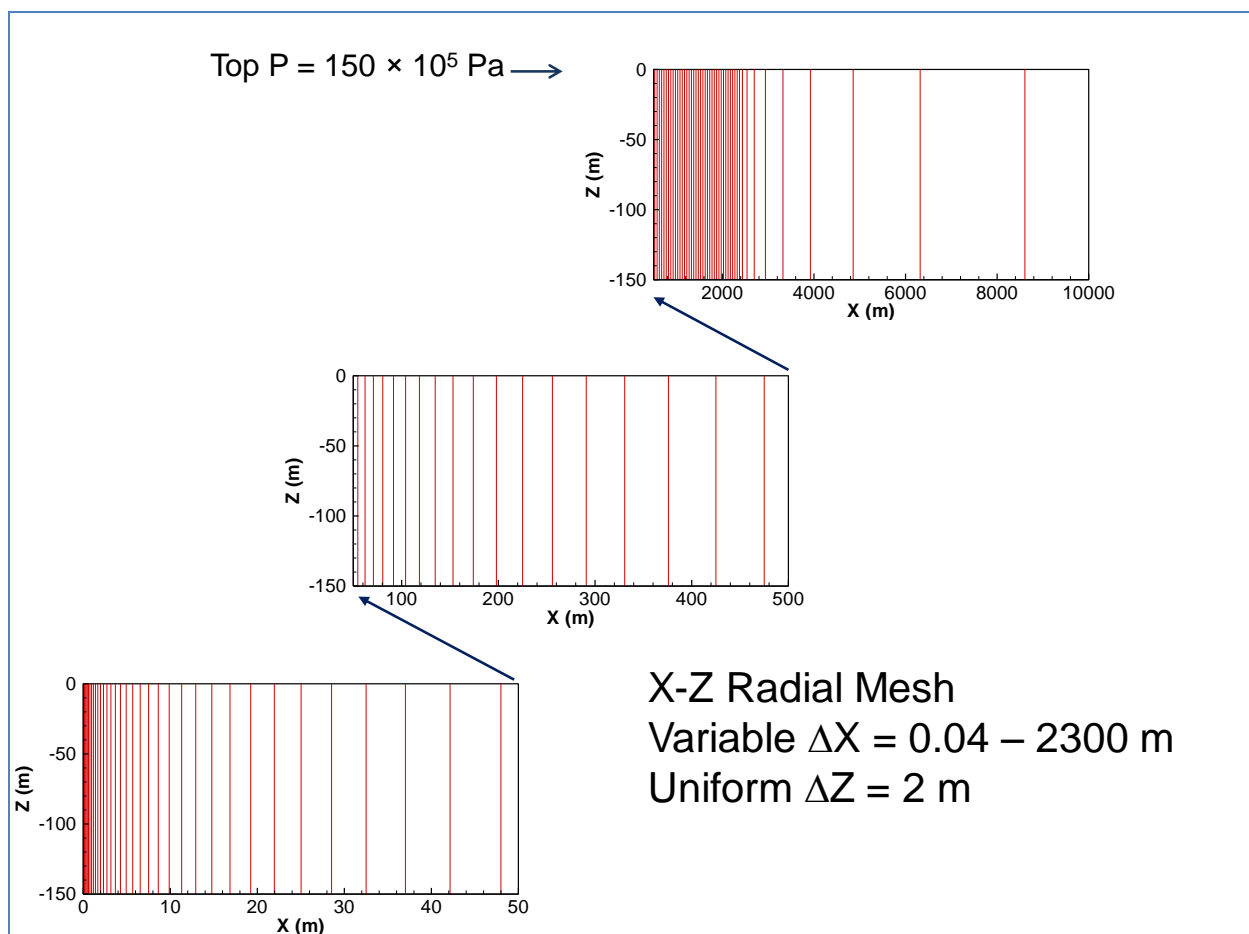 Top P = 150 × 10⁵ Pa
0
-50
-100
-150
Z (m)
2000 4000 6000 8000 10000
X (m)
0
-50
-100
-150
Z (m)
100 200 300 400 500
X (m)
0
-50
-100
-150
Z (m)
0 10 20 30 40 50
X (m)
X-Z Radial Mesh
Variable ΔX = 0.04 – 2300 m
Uniform ΔZ = 2 m